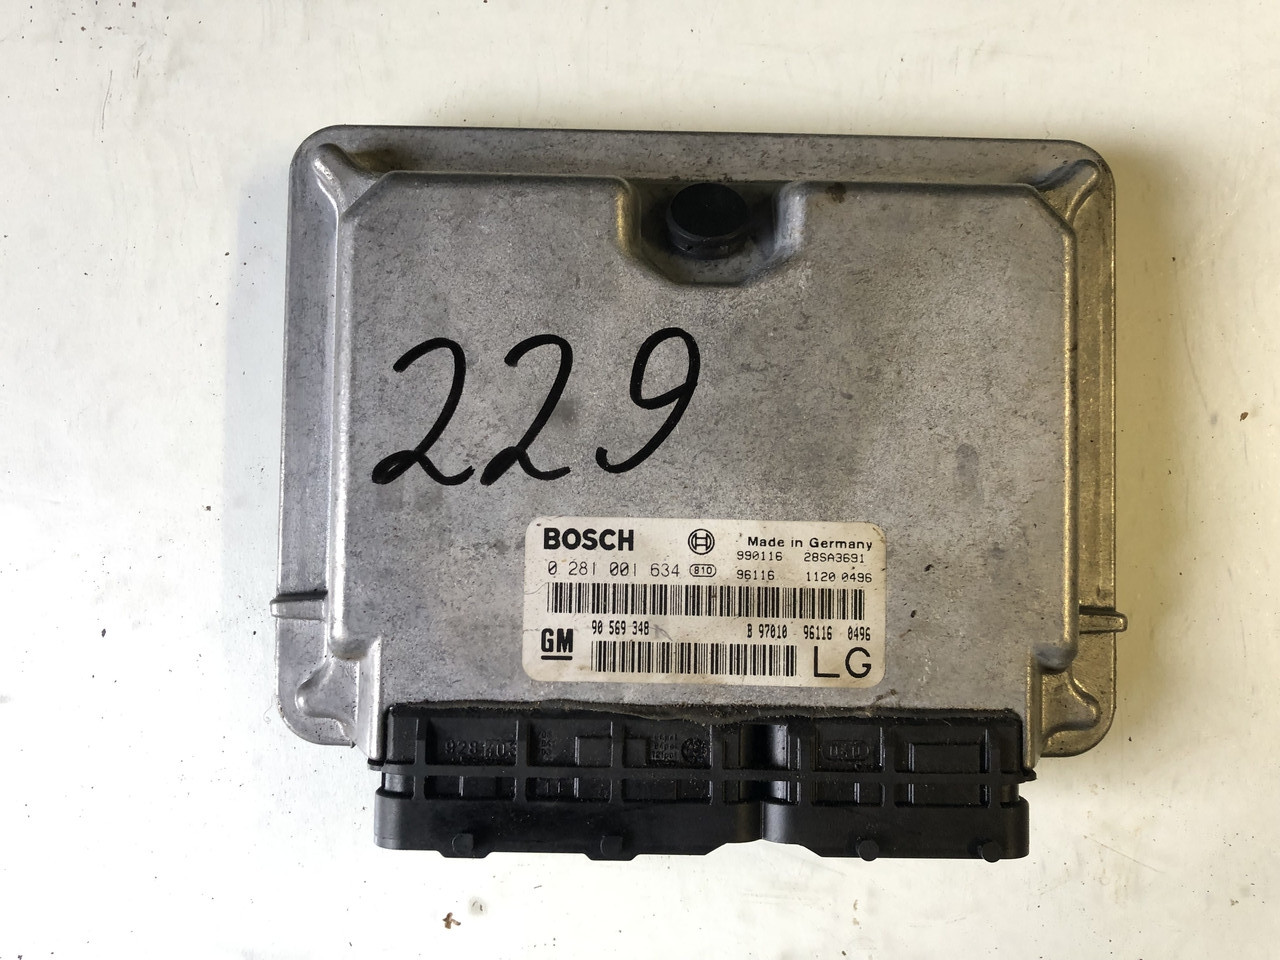 229
BOSCH Made in Germany
990116 28SA3691
0 281 001 634 810 96116 1120 0496
90 569 348 B 97010 96116 0496
GM LG